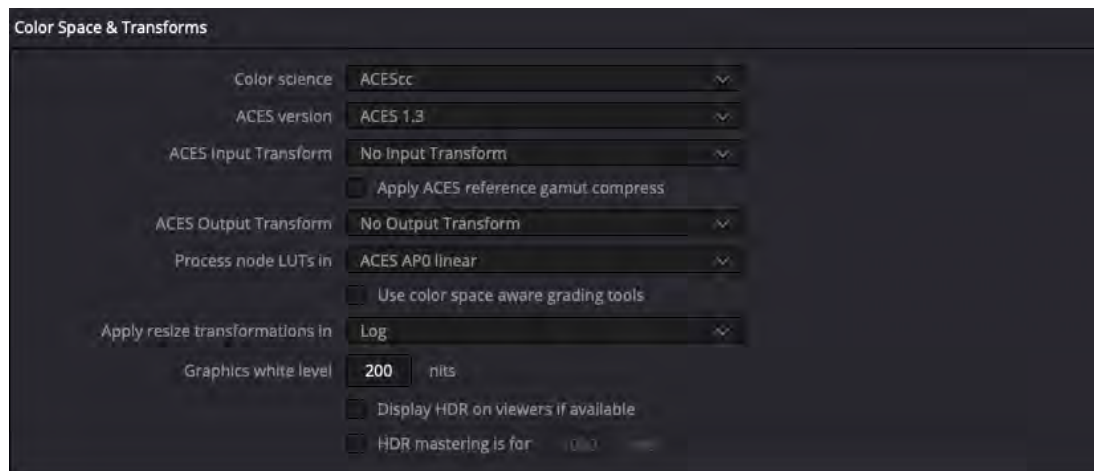 Color Space & Transforms
Color science ACEScc
ACES version ACES 1.3
ACES Input Transform No Input Transform
Apply ACES reference gamut compress
ACES Output Transform No Output Transform
Process node LUTs in ACES AP0 linear
Use color space aware grading tools
Apply resize transformations in Log
Graphics white level 200 nits
Display HDR on viewers if available
HDR mastering is for